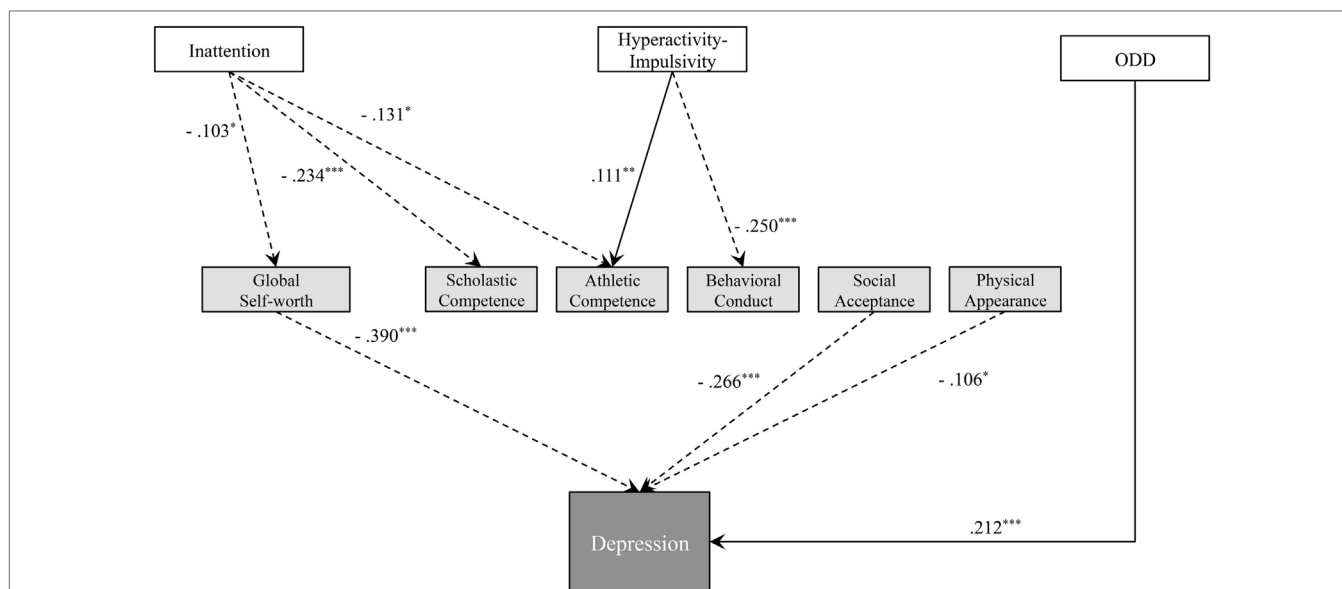 Inattention
Hyperactivity-
Impulsivity
ODD
- .103*
- .234***
- .131*
.111**
- .250***
Global
Self-worth
Scholastic
Competence
Athletic
Competence
Behavioral
Conduct
Social
Acceptance
Physical
Appearance
- .390***
- .266***
- .106*
.212***
Depression